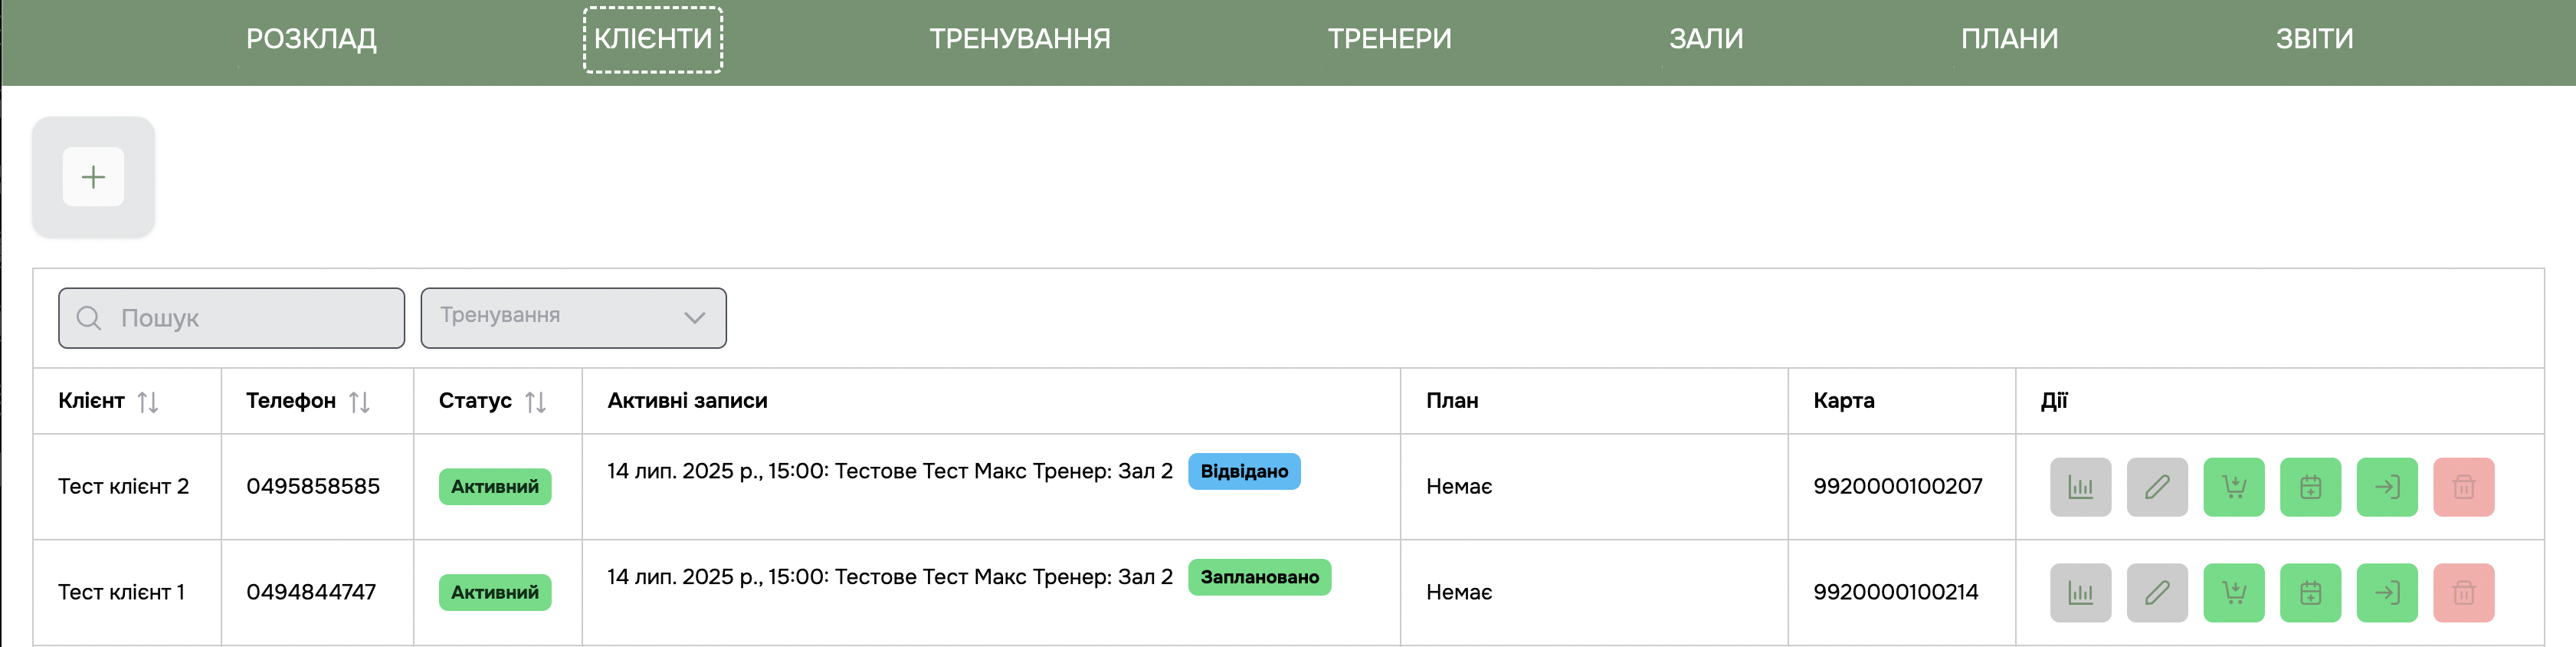 РОЗКЛАД КЛІЄНТИ ТРЕНУВАННЯ ТРЕНЕРИ ЗАЛИ ПЛАНИ ЗВІТИ
Пошук Тренування
Клієнт Телефон Статус Активні записи План Карта Дії
Тест клієнт 2 0495858585 Активний 14 лип. 2025 р., 15:00: Тестове Тест Макс Тренер: Зал 2 Відвідано Немає 9920000100207
Тест клієнт 1 0494844747 Активний 14 лип. 2025 р., 15:00: Тестове Тест Макс Тренер: Зал 2 Заплановано Немає 9920000100214